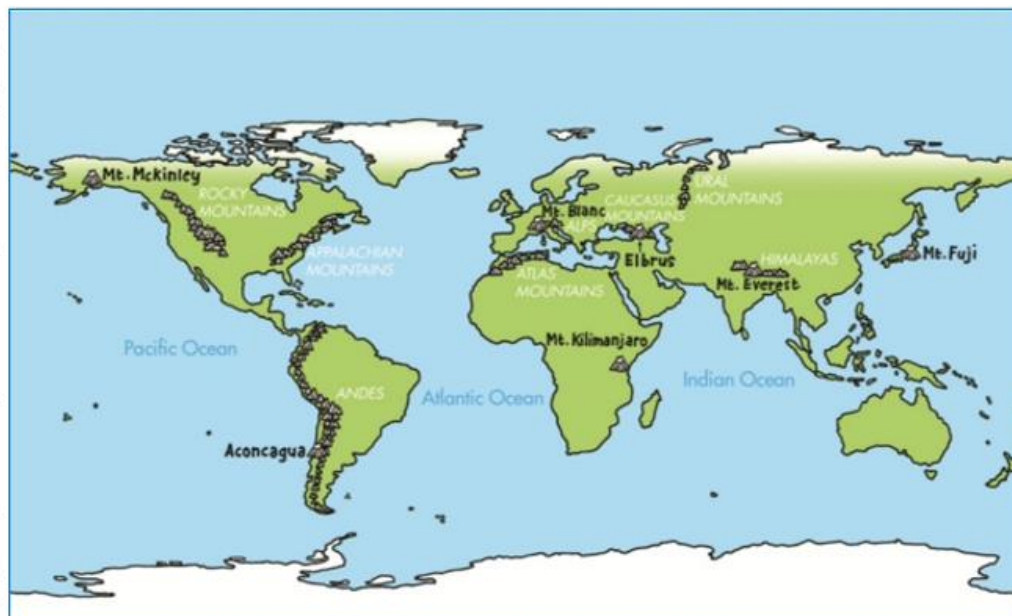 Mt. Mckinley
ROCKY
MOUNTAINS
APPALACHIAN
MOUNTAINS
Mt. Blanc
ALPS
CAUCASUS
MOUNTAINS
URAL
MOUNTAINS
Elbrus
ATLAS
MOUNTAINS
HIMALAYAS
Mt. Everest
Mt. Fuji
Mt. Kilimanjaro
Pacific Ocean
Atlantic Ocean
Indian Ocean
ANDES
Aconcagua